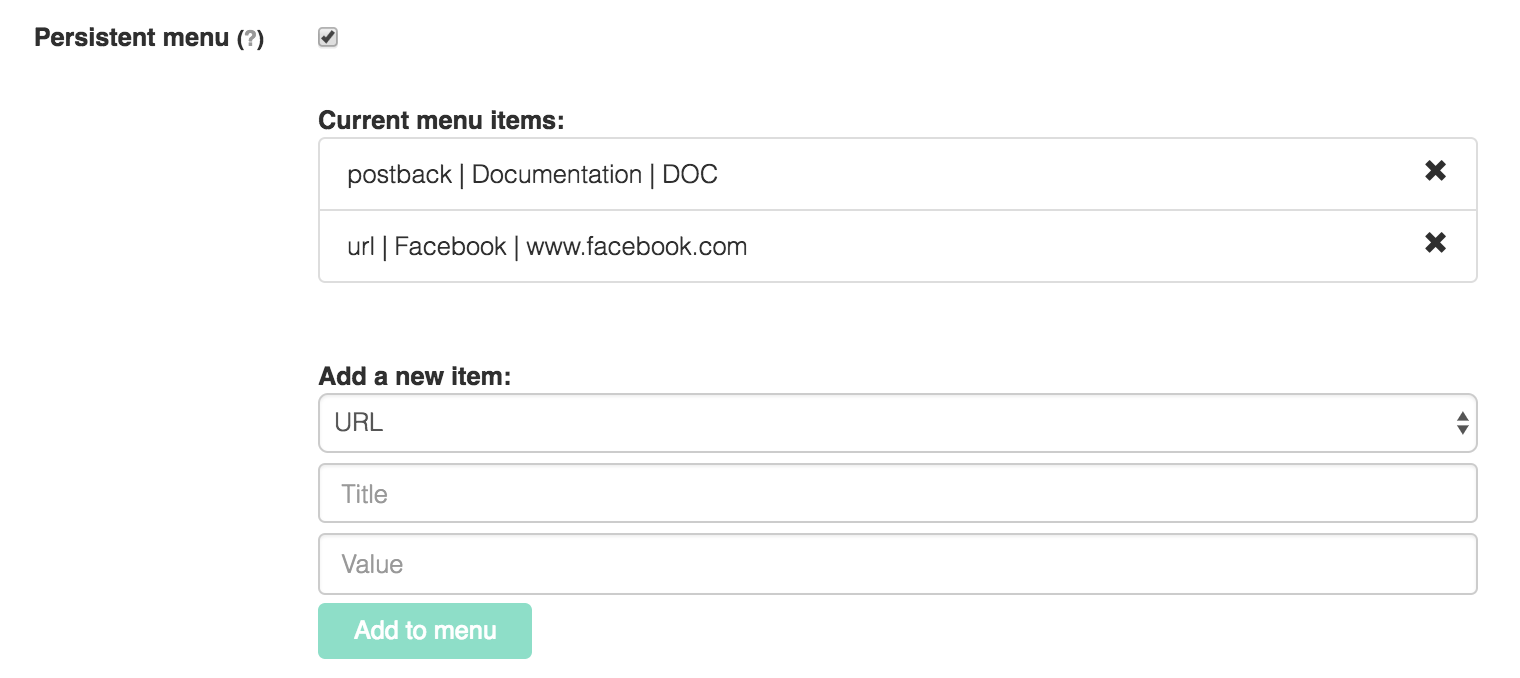 Persistent menu (?)
Current menu items:
postback | Documentation | DOC
url | Facebook | www.facebook.com
Add a new item:
URL
Title
Value
Add to menu